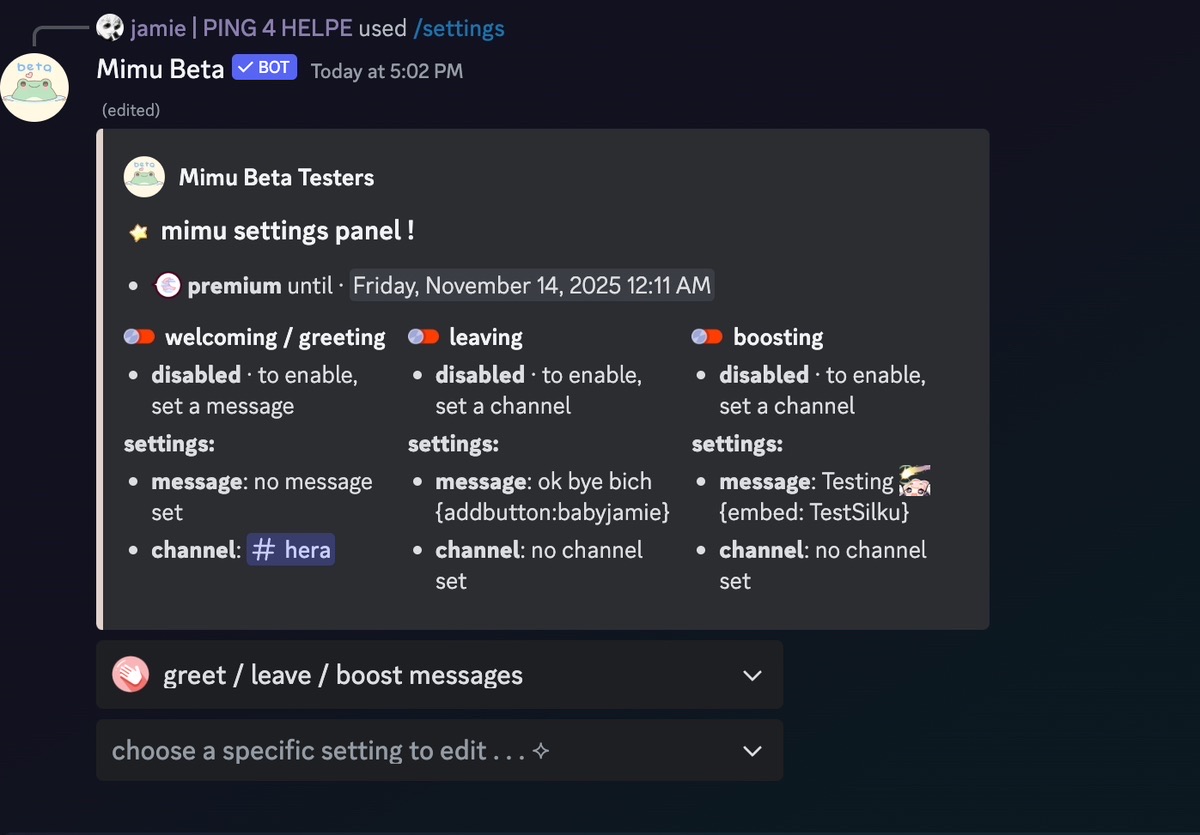 jamie | PING 4 HELPE used /settings
beta
Mimu Beta BOT Today at 5:02 PM
(edited)
beta
Mimu Beta Testers
mimu settings panel !
• premium until · Friday, November 14, 2025 12:11 AM
welcoming / greeting
• disabled · to enable,
set a message
settings:
• message: no message
set
• channel: # hera
leaving
• disabled · to enable,
set a channel
settings:
• message: ok bye bich
{addbutton:babyjamie}
• channel: no channel
set
boosting
• disabled · to enable,
set a channel
settings:
• message: Testing
{embed: TestSilku}
• channel: no channel
set
greet / leave / boost messages
choose a specific setting to edit . . . ✧